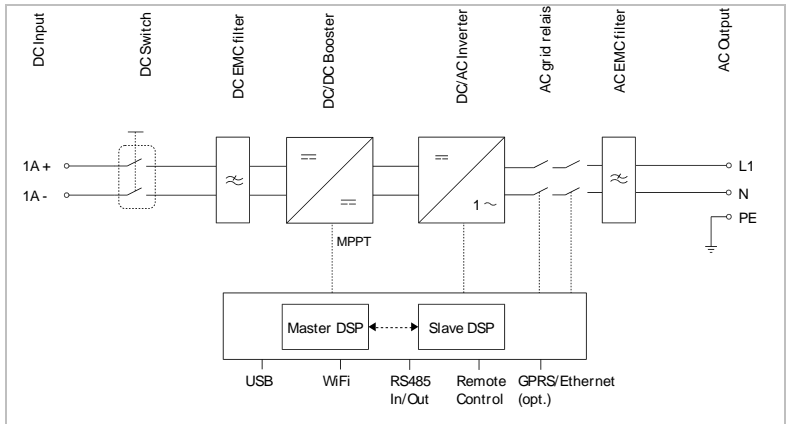 DC Input
DC Switch
DC EMC filter
DC/DC Booster
DC/AC Inverter
AC grid relais
AC EMC filter
AC Output
1A +
1A -
1 ~
L1
N
PE
MPPT
Master DSP
Slave DSP
USB
WiFi
RS485
In/Out
Remote
Control
GPRS/Ethernet
(opt.)